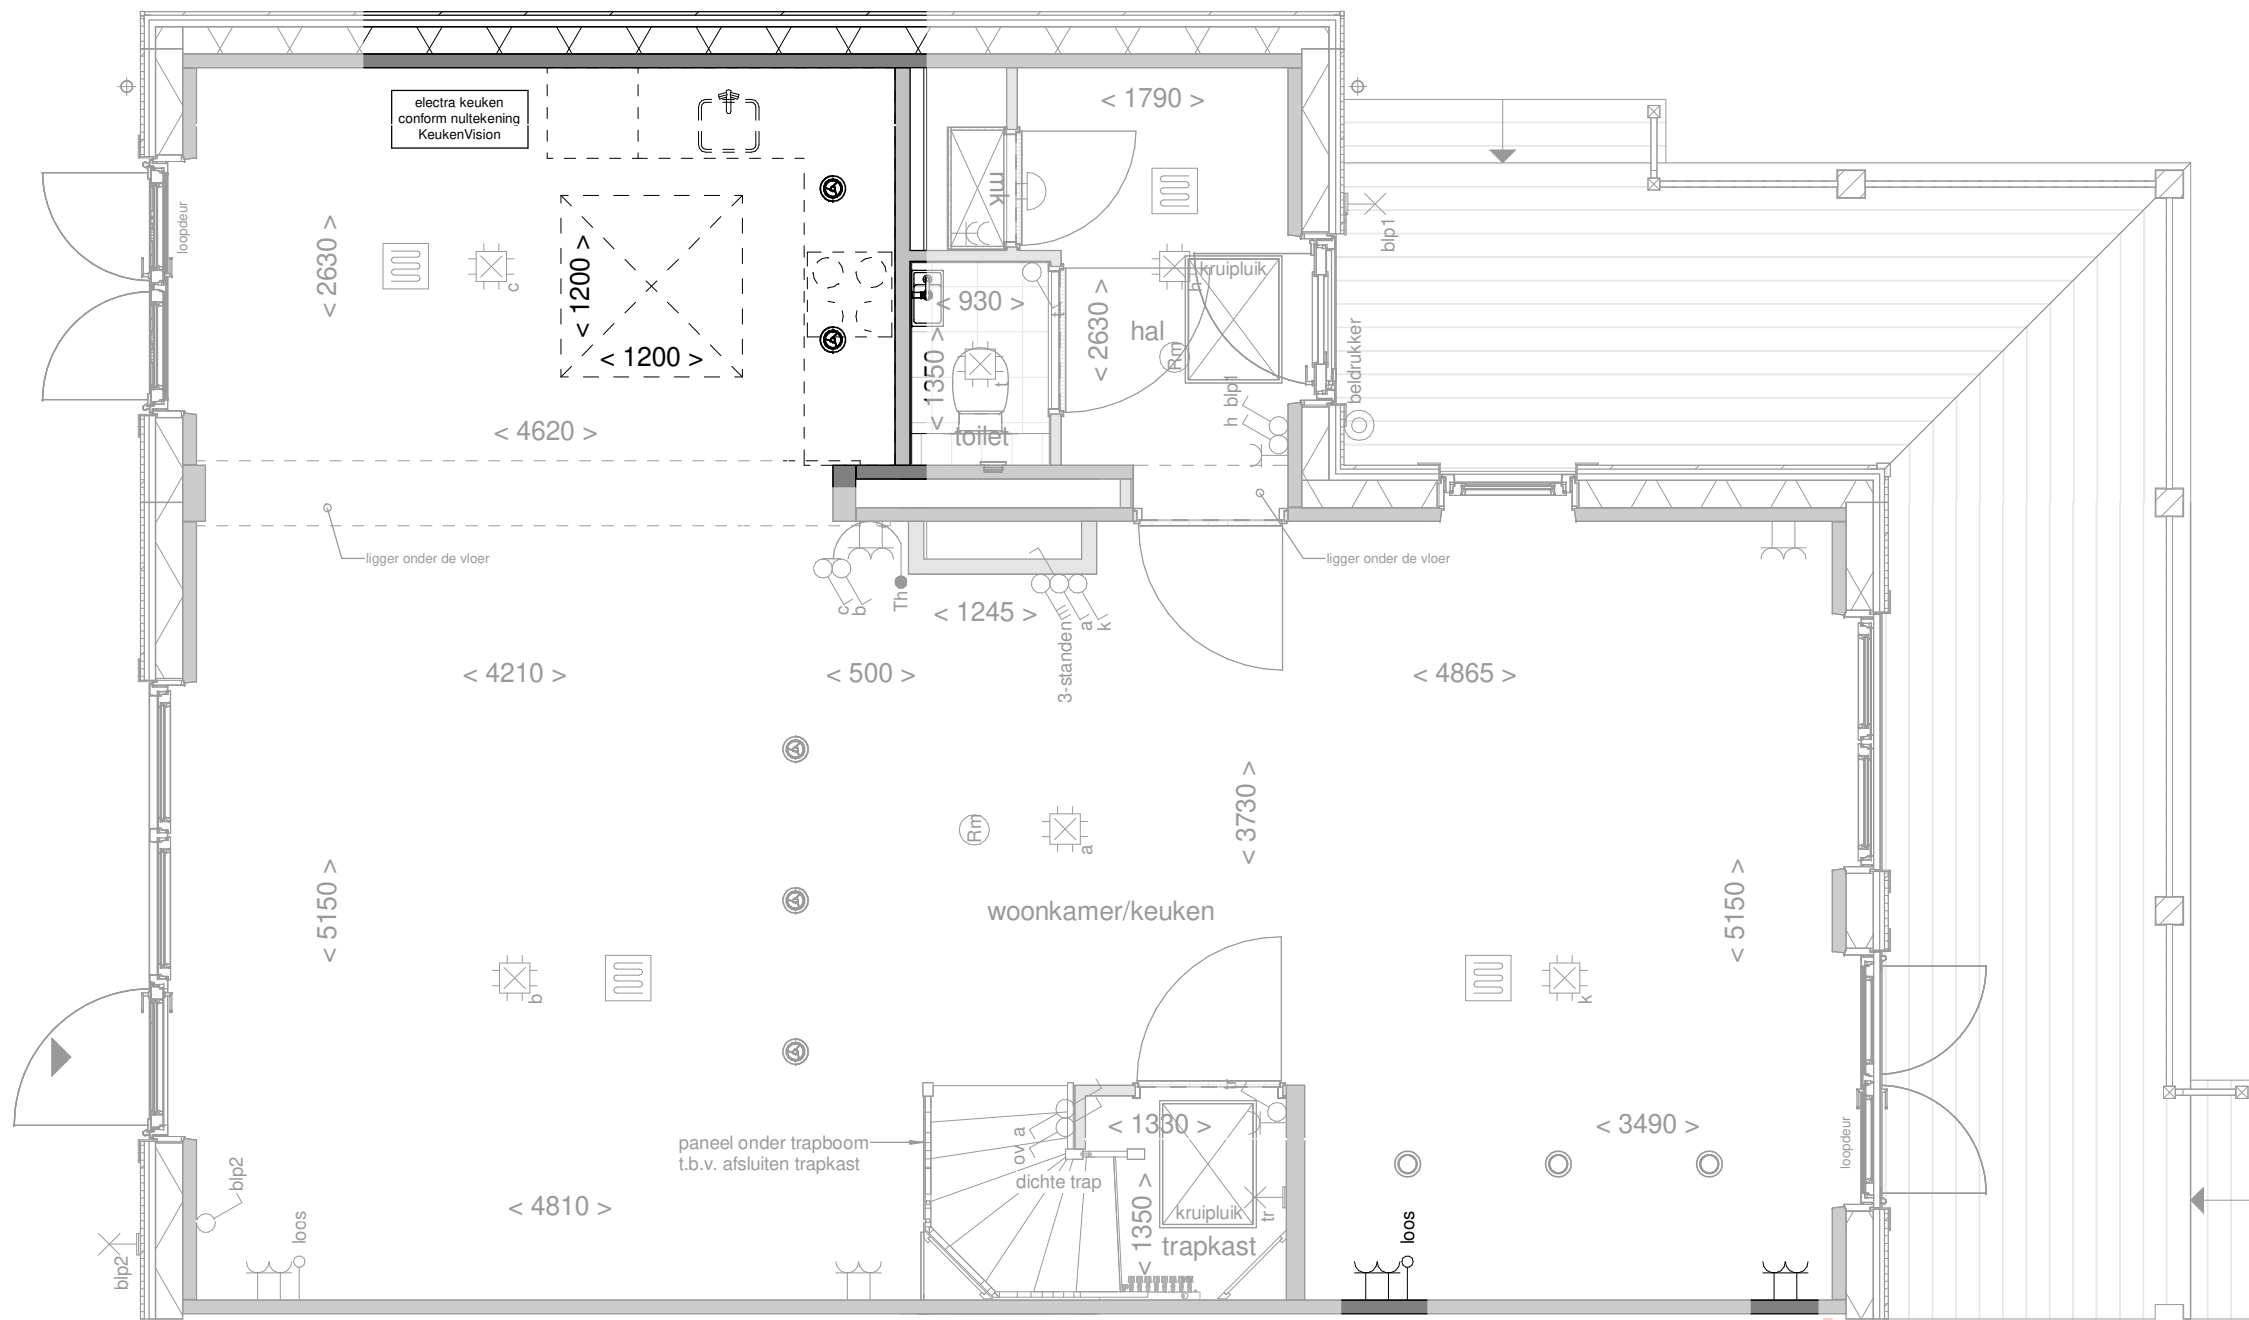 electra keuken
conform nultekening
KeukenVision
< 1790 >
mk
loopdeur
< 2630 >
c
< 1200 >
< 1200 >
< 930 >
t
< 1350 >
t
toilet
< 2630 >
hal
kruipluik
h
Rm
h blp1
blp1
beldrukker
< 4620 >
ligger onder de vloer
ligger onder de vloer
c
b
Th
< 1245 >
3-standen
a
k
< 4210 >
< 500 >
< 4865 >
< 3730 >
Rm
a
< 5150 >
woonkamer/keuken
< 5150 >
b
k
tr
< 1330 >
< 3490 >
loopdeur
paneel onder trapboom
t.b.v. afsluiten trapkast
ov a
dichte trap
< 1350 >
kruipluik
tr
trapkast
blp2
< 4810 >
loos
loos
blp2